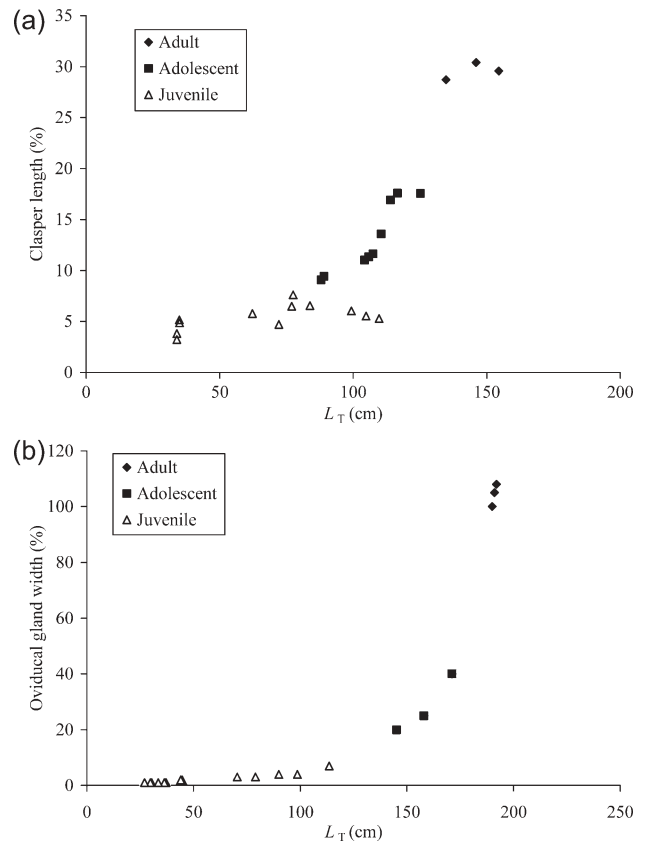 (a)
35
30
25
20
15
10
5
0
Clasper length (%)
Adult
Adolescent
Juvenile
0 50 100 150 200
L T (cm)
(b)
120
100
80
60
40
20
0
Oviducal gland width (%)
Adult
Adolescent
Juvenile
0 50 100 150 200 250
L T (cm)